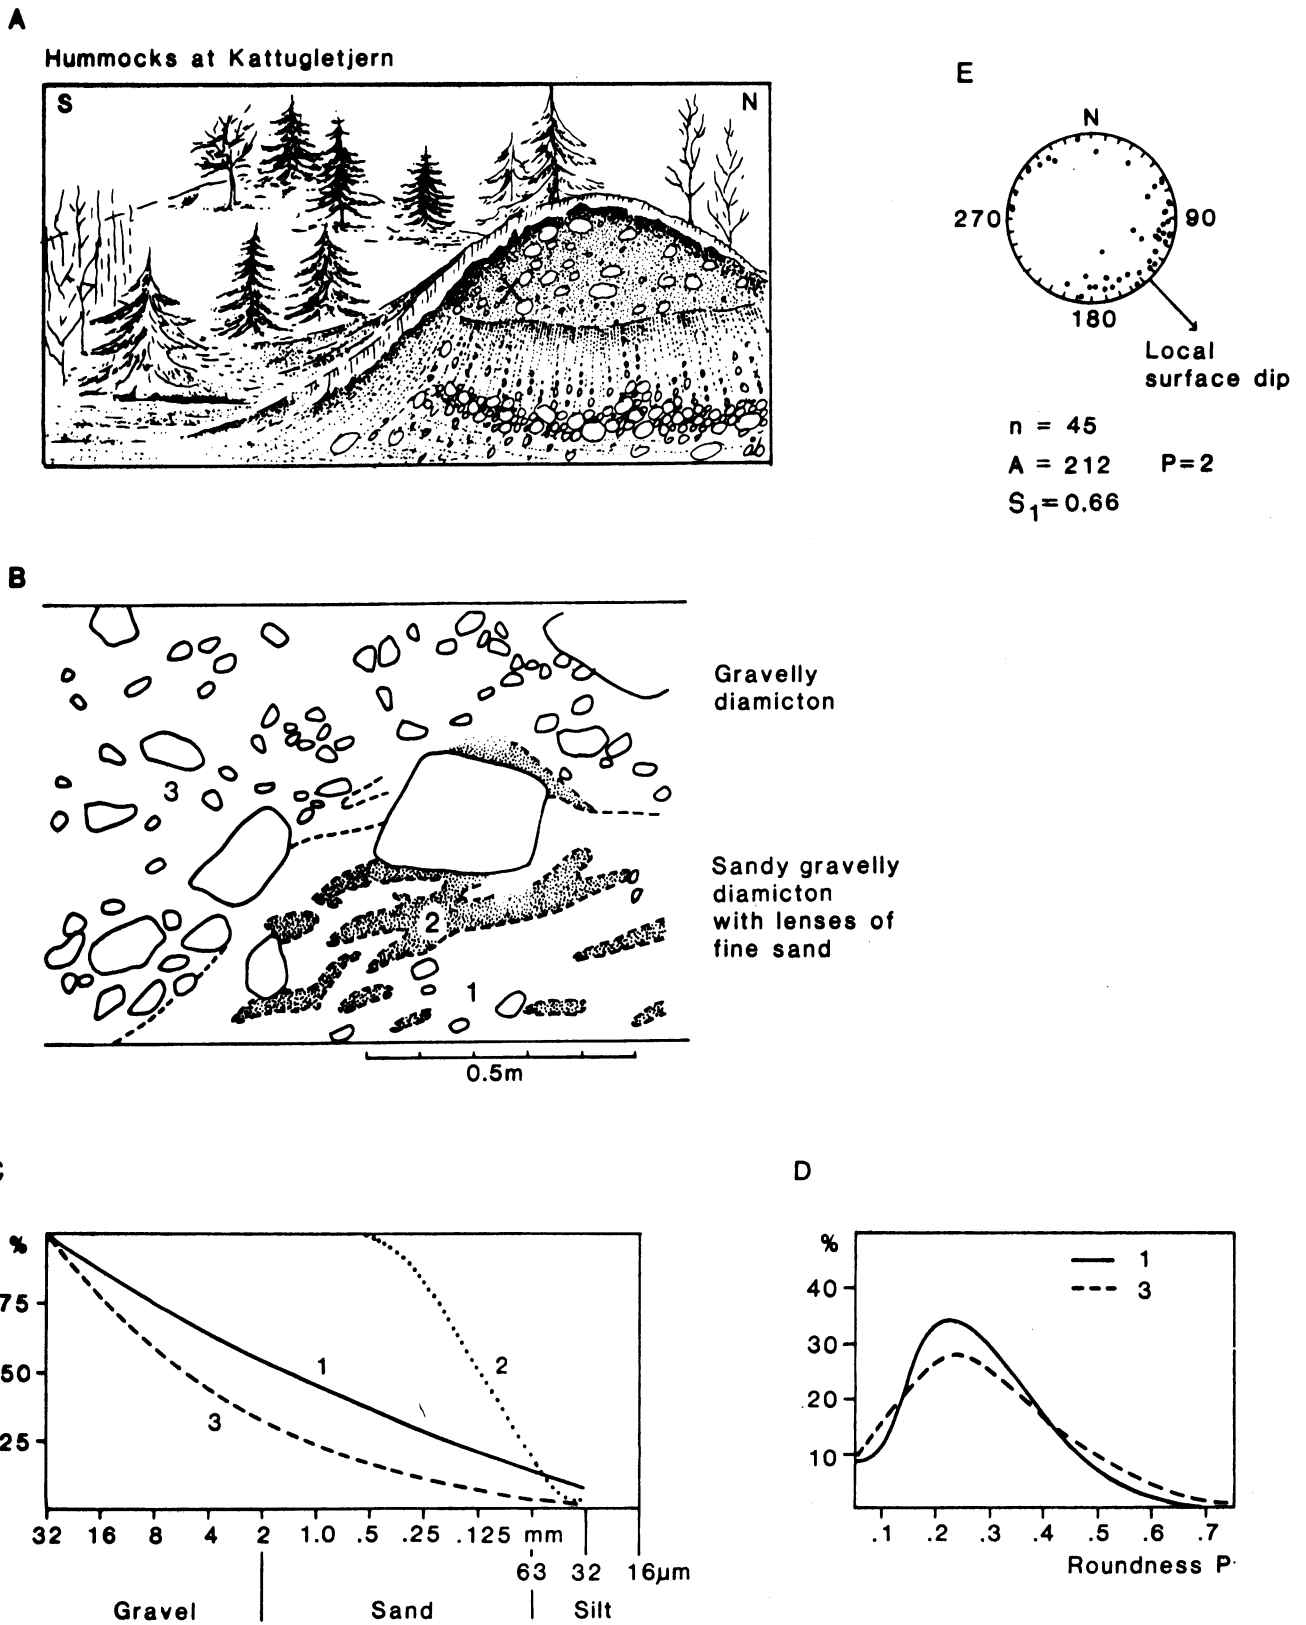 A
Hummocks at Kattugletjern
S
N
ab
E
N
270
90
180
Local
surface dip
n = 45
A = 212 P=2
S1=0.66
B
Gravelly
diamicton
3
Sandy gravelly
diamicton
with lenses of
fine sand
2
1
0.5m
C
%
75
50
25
1
2
3
32 16 8 4 2 1.0 .5 .25 .125 mm
63 32 16µm
Gravel Sand Silt
D
%
40
30
20
10
1
3
.1 .2 .3 .4 .5 .6 .7
Roundness P